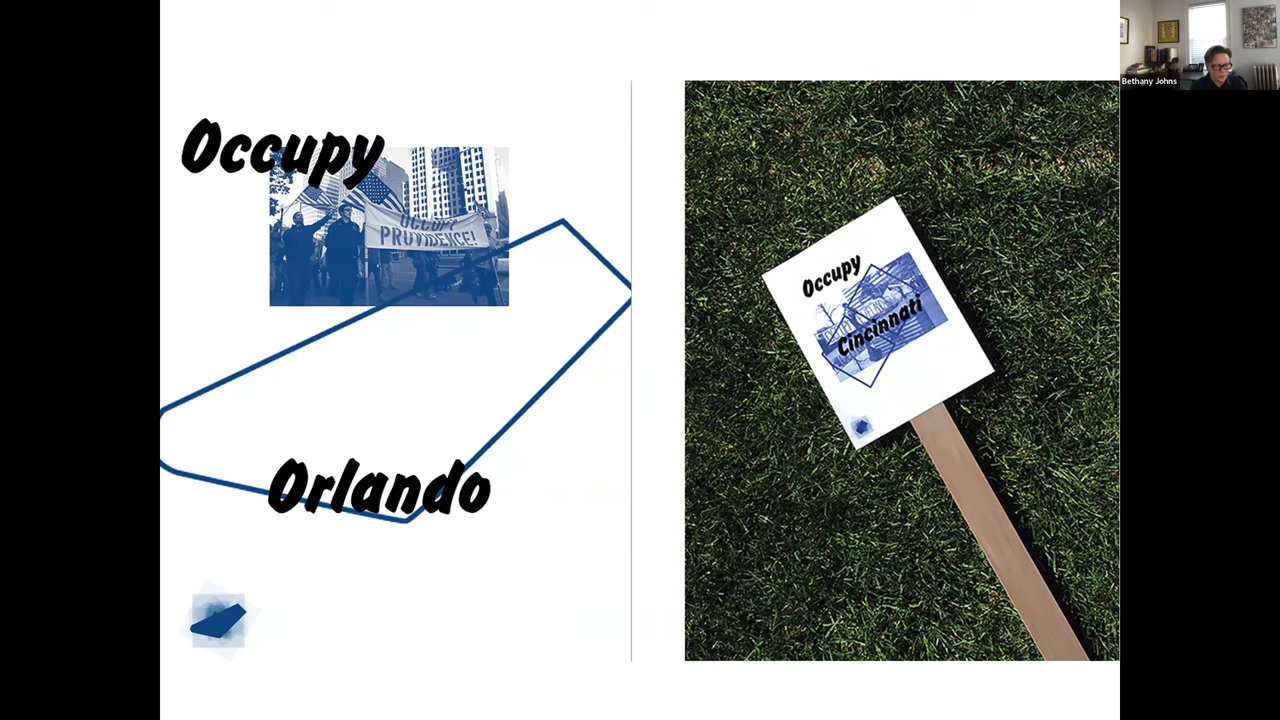 Occupy
OCCUPY
PROVIDENCE!
Orlando
Occupy
Cincinnati
Bethany Johns